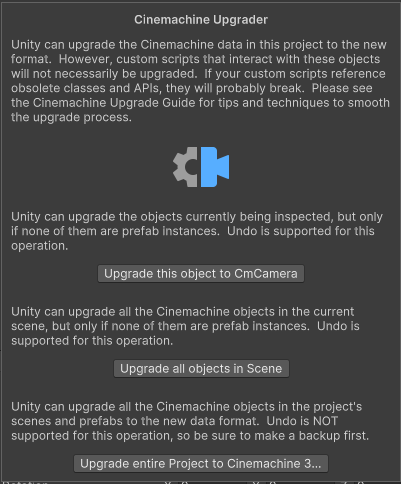 Cinemachine Upgrader
Unity can upgrade the Cinemachine data in this project to the new
format.  However, custom scripts that interact with these objects
will not necessarily be upgraded.  If your custom scripts reference
obsolete classes and APIs, they will probably break.  Please see
the Cinemachine Upgrade Guide for tips and techniques to smooth
the upgrade process.
Unity can upgrade the objects currently being inspected, but only
if none of them are prefab instances.  Undo is supported for this
operation.
Upgrade this object to CmCamera
Unity can upgrade all the Cinemachine objects in the current
scene, but only if none of them are prefab instances.  Undo is
supported for this operation.
Upgrade all objects in Scene
Unity can upgrade all the Cinemachine objects in the project's
scenes and prefabs to the new data format.  Undo is NOT
supported for this operation, so be sure to make a backup first.
Upgrade entire Project to Cinemachine 3...